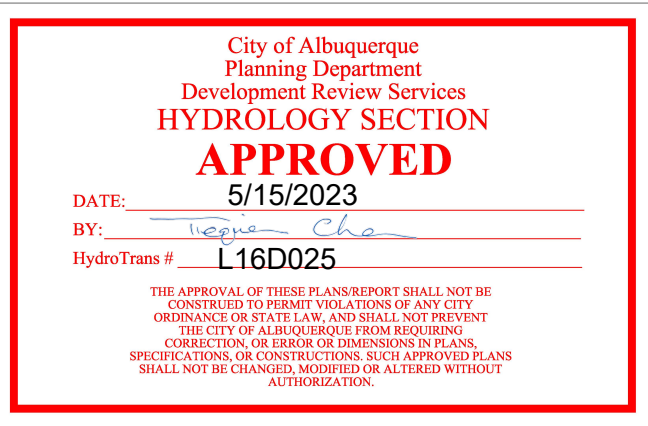 City of Albuquerque
Planning Department
Development Review Services
HYDROLOGY SECTION
APPROVED
DATE: 5/15/2023
BY:
HydroTrans # L16D025
THE APPROVAL OF THESE PLANS/REPORT SHALL NOT BE
CONSTRUED TO PERMIT VIOLATIONS OF ANY CITY
ORDINANCE OR STATE LAW, AND SHALL NOT PREVENT
THE CITY OF ALBUQUERQUE FROM REQUIRING
CORRECTION, OR ERROR OR DIMENSIONS IN PLANS,
SPECIFICATIONS, OR CONSTRUCTIONS. SUCH APPROVED PLANS
SHALL NOT BE CHANGED, MODIFIED OR ALTERED WITHOUT
AUTHORIZATION.